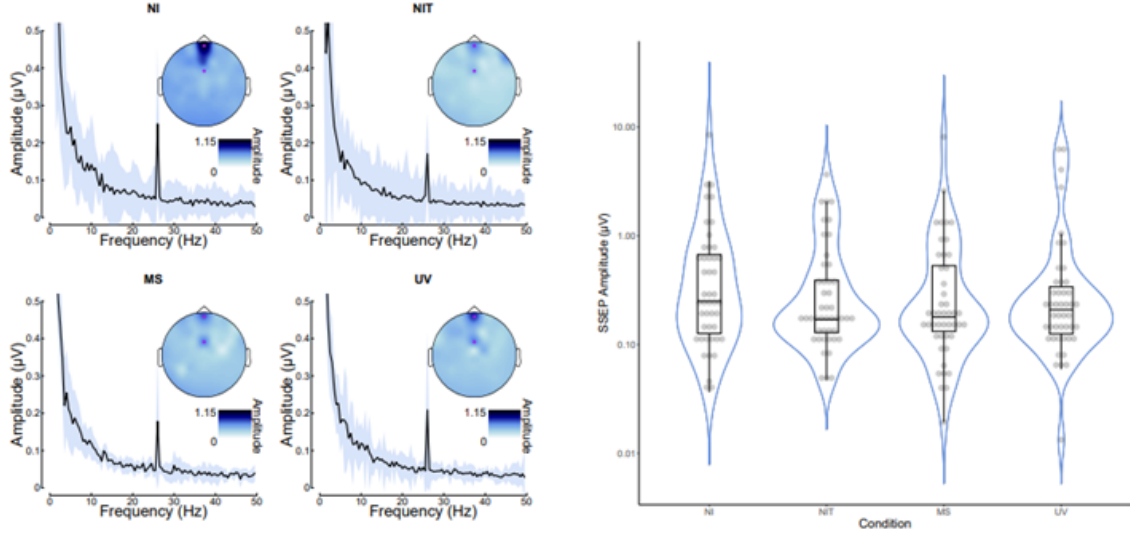 NI
0.5
0.4
0.3
0.2
0.1
0
Amplitude (µV)
1.15
0
Amplitude
0 10 20 30 40 50
Frequency (Hz)
NIT
0.5
0.4
0.3
0.2
0.1
0
Amplitude (µV)
1.15
0
Amplitude
0 10 20 30 40 50
Frequency (Hz)
MS
0.5
0.4
0.3
0.2
0.1
0
Amplitude (µV)
1.15
0
Amplitude
0 10 20 30 40 50
Frequency (Hz)
UV
0.5
0.4
0.3
0.2
0.1
0
Amplitude (µV)
1.15
0
Amplitude
0 10 20 30 40 50
Frequency (Hz)
SSEP Amplitude (µV)
10.00
1.00
0.10
0.01
NI NIT MS UV
Condition